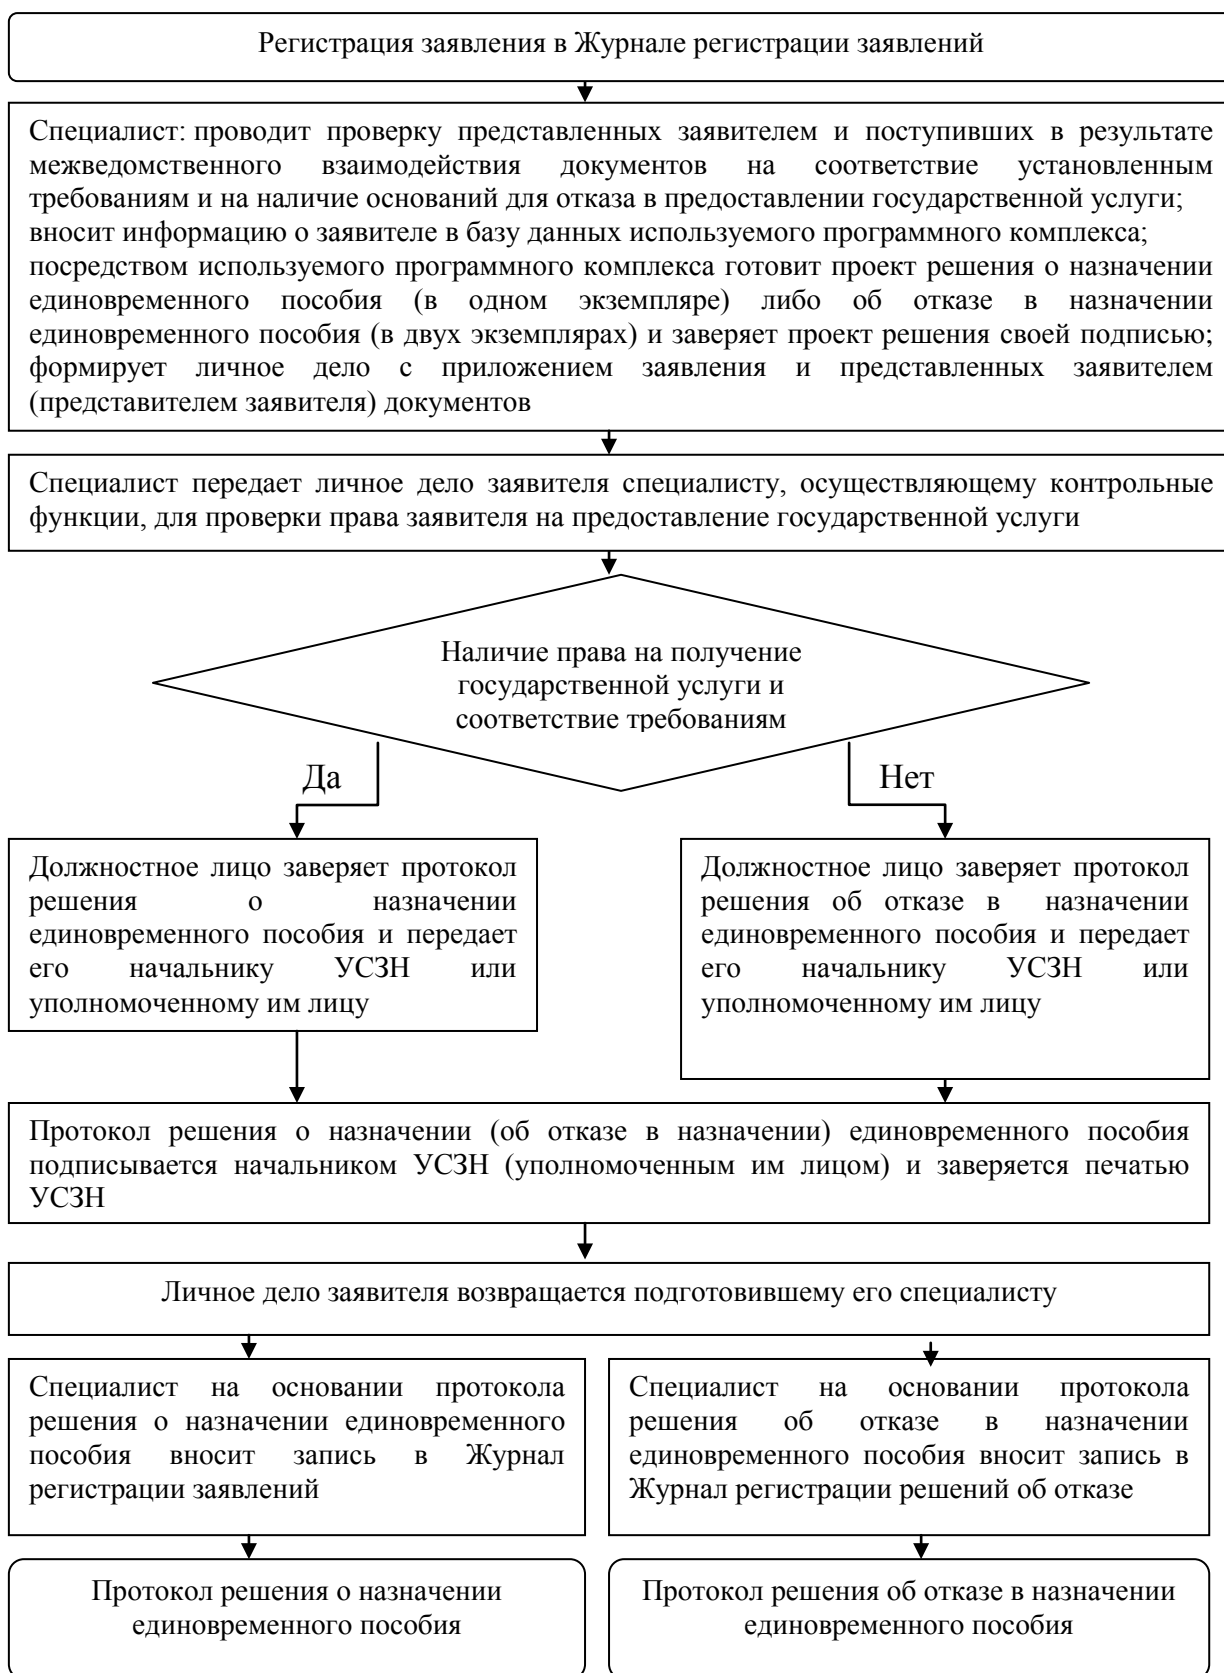 Регистрация заявления в Журнале регистрации заявлений
Специалист: проводит проверку представленных заявителем и поступивших в результате
межведомственного взаимодействия документов на соответствие установленным
требованиям и на наличие оснований для отказа в предоставлении государственной услуги;
вносит информацию о заявителе в базу данных используемого программного комплекса;
посредством используемого программного комплекса готовит проект решения о назначении
единовременного пособия (в одном экземпляре) либо об отказе в назначении
единовременного пособия (в двух экземплярах) и заверяет проект решения своей подписью;
формирует личное дело с приложением заявления и представленных заявителем
(представителем заявителя) документов
Специалист передает личное дело заявителя специалисту, осуществляющему контрольные
функции, для проверки права заявителя на предоставление государственной услуги
Наличие права на получение
государственной услуги и
соответствие требованиям
Да
Нет
Должностное лицо заверяет протокол
решения о назначении
единовременного пособия и передает
его начальнику УСЗН или
уполномоченному им лицу
Должностное лицо заверяет протокол
решения об отказе в назначении
единовременного пособия и передает
его начальнику УСЗН или
уполномоченному им лицу
Протокол решения о назначении (об отказе в назначении) единовременного пособия
подписывается начальником УСЗН (уполномоченным им лицом) и заверяется печатью
УСЗН
Личное дело заявителя возвращается подготовившему его специалисту
Специалист на основании протокола
решения о назначении единовременного
пособия вносит запись в Журнал
регистрации заявлений
Специалист на основании протокола
решения об отказе в назначении
единовременного пособия вносит запись в
Журнал регистрации решений об отказе
Протокол решения о назначении
единовременного пособия
Протокол решения об отказе в назначении
единовременного пособия